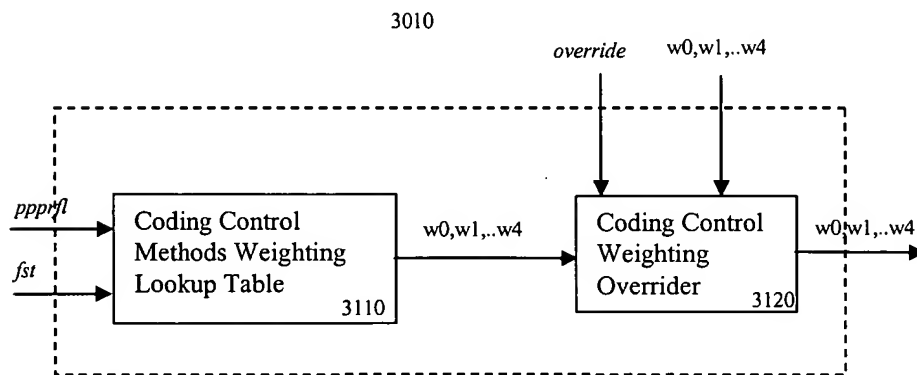 3010
override
w0,w1,..w4
ppprfl
fst
Coding Control
Methods Weighting
Lookup Table
3110
w0,w1,..w4
Coding Control
Weighting
Overrider
3120
w0,w1,..w4